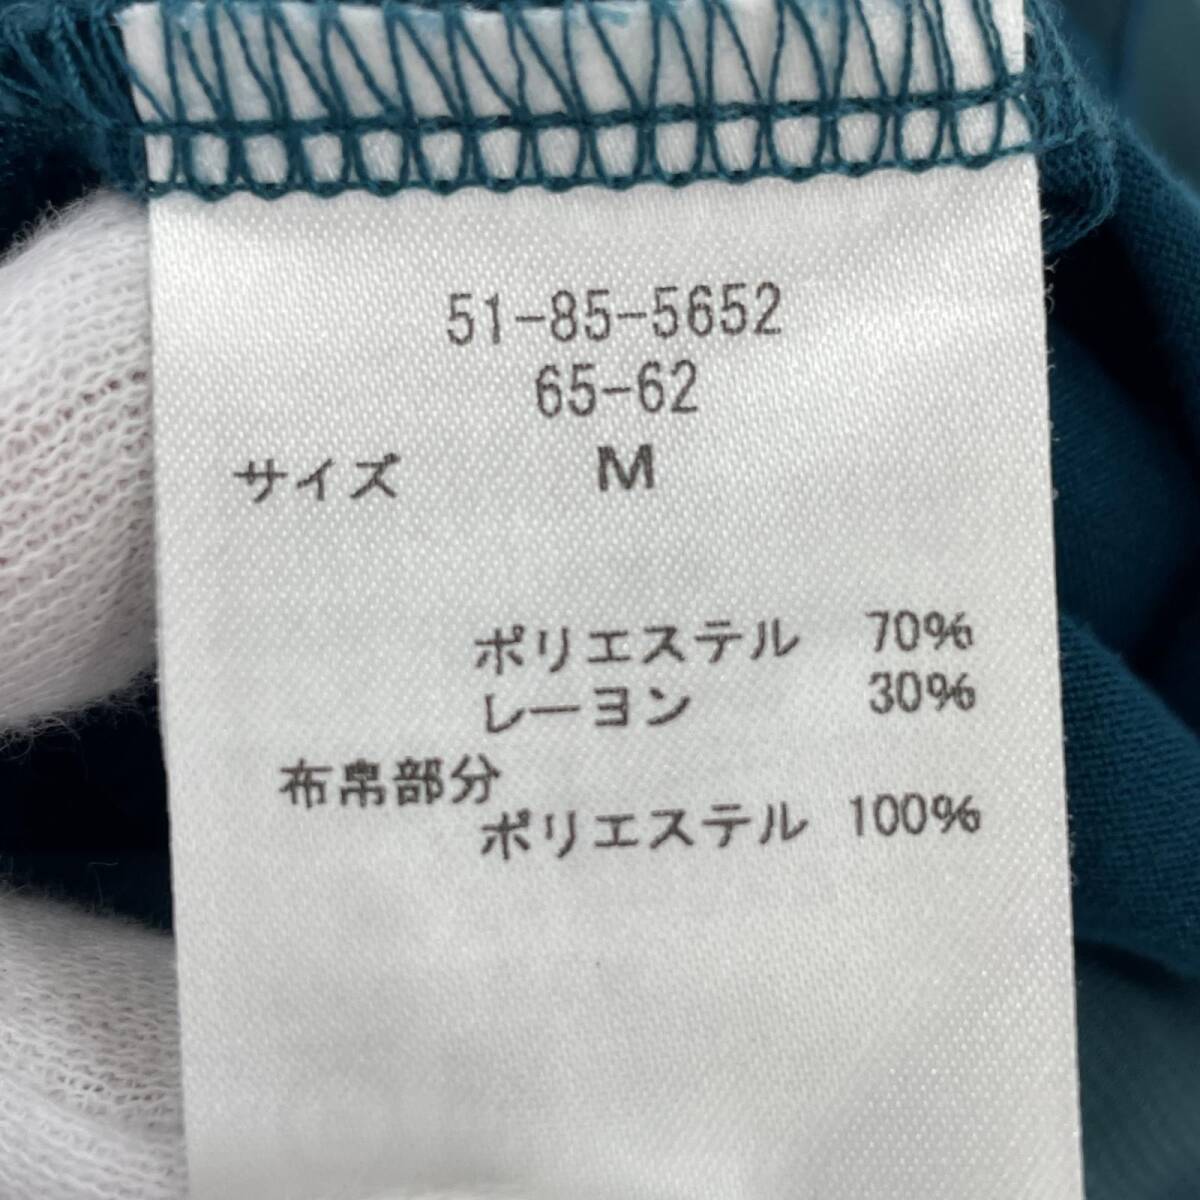 51-85-5652
65-62
サイズ M
ポリエステル 70%
レーヨン 30%
布帛部分
ポリエステル 100%